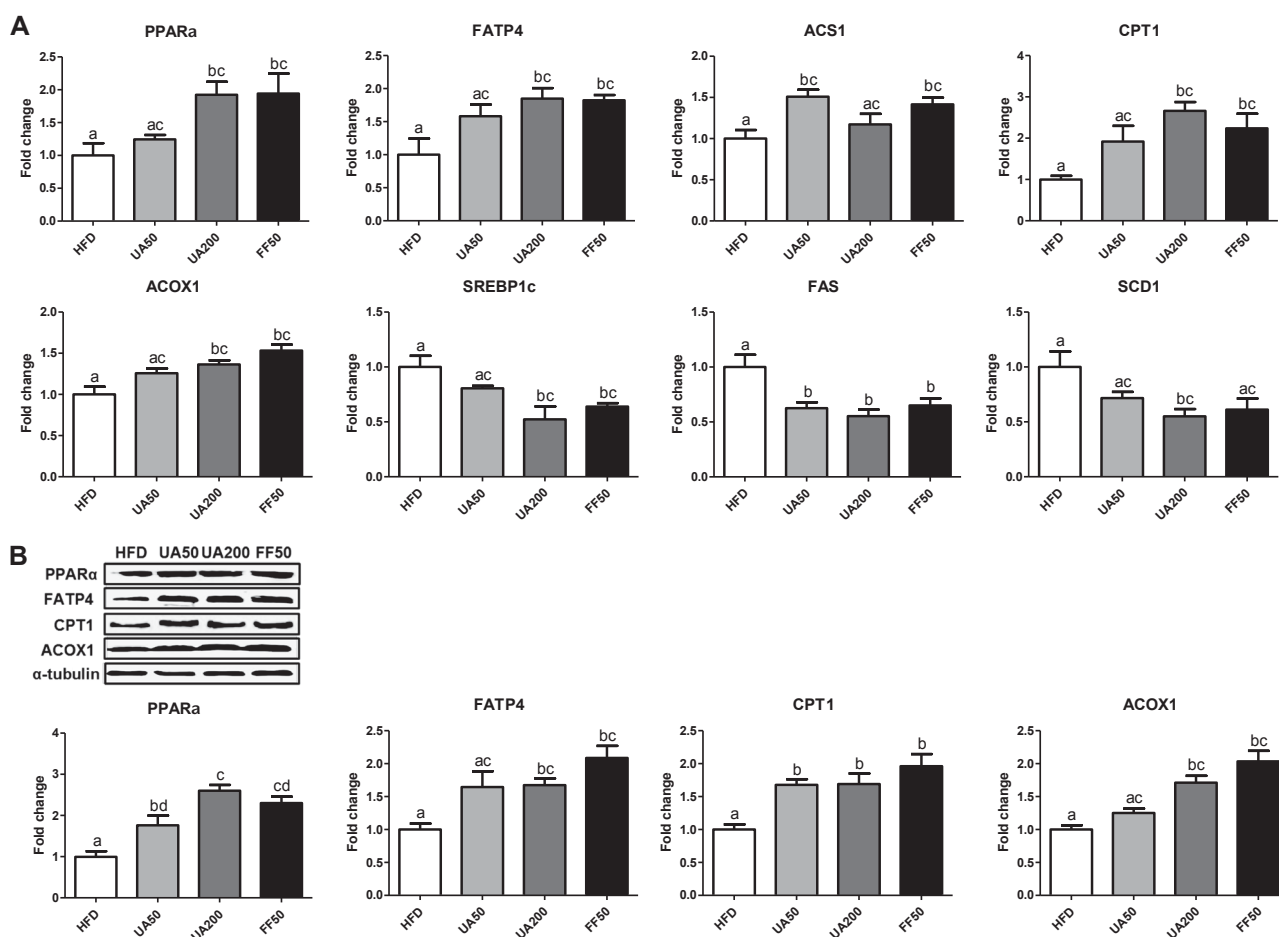 A
PPARa
Fold change
2.5
2.0
1.5
1.0
0.5
0.0
a
ac
bc
bc
HFD
UA50
UA200
FF50
FATP4
Fold change
2.5
2.0
1.5
1.0
0.5
0.0
a
ac
bc
bc
HFD
UA50
UA200
FF50
ACS1
Fold change
2.0
1.5
1.0
0.5
0.0
a
bc
ac
bc
HFD
UA50
UA200
FF50
CPT1
Fold change
4
3
2
1
0
a
ac
bc
bc
HFD
UA50
UA200
FF50
ACOX1
Fold change
2.0
1.5
1.0
0.5
0.0
a
ac
bc
bc
HFD
UA50
UA200
FF50
SREBP1c
Fold change
1.5
1.0
0.5
0.0
a
ac
bc
bc
HFD
UA50
UA200
FF50
FAS
Fold change
1.5
1.0
0.5
0.0
a
b
b
b
HFD
UA50
UA200
FF50
SCD1
Fold change
1.5
1.0
0.5
0.0
a
ac
bc
ac
HFD
UA50
UA200
FF50
B
HFD UA50 UA200 FF50
PPARα
FATP4
CPT1
ACOX1
α-tubulin
PPARa
Fold change
4
3
2
1
0
a
bd
c
cd
HFD
UA50
UA200
FF50
FATP4
Fold change
2.5
2.0
1.5
1.0
0.5
0.0
a
ac
bc
bc
HFD
UA50
UA200
FF50
CPT1
Fold change
2.5
2.0
1.5
1.0
0.5
0.0
a
b
b
b
HFD
UA50
UA200
FF50
ACOX1
Fold change
2.5
2.0
1.5
1.0
0.5
0.0
a
ac
bc
bc
HFD
UA50
UA200
FF50